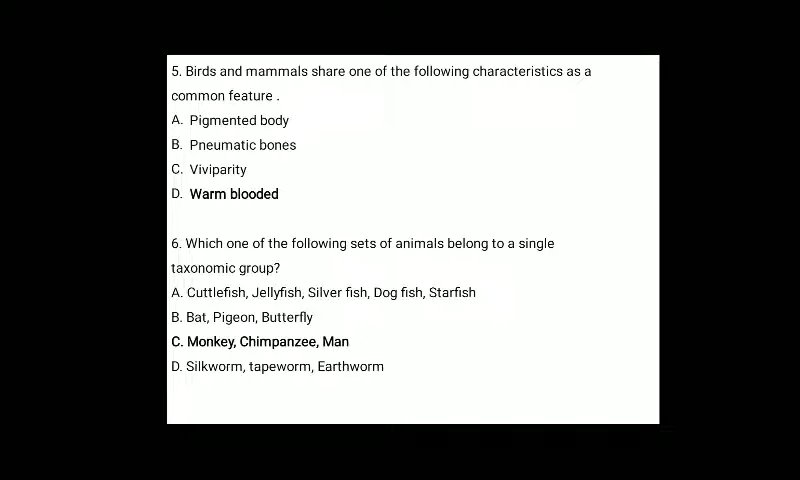 5. Birds and mammals share one of the following characteristics as a
common feature .
A. Pigmented body
B. Pneumatic bones
C. Viviparity
D. Warm blooded
6. Which one of the following sets of animals belong to a single
taxonomic group?
A. Cuttlefish, Jellyfish, Silver fish, Dog fish, Starfish
B. Bat, Pigeon, Butterfly
C. Monkey, Chimpanzee, Man
D. Silkworm, tapeworm, Earthworm